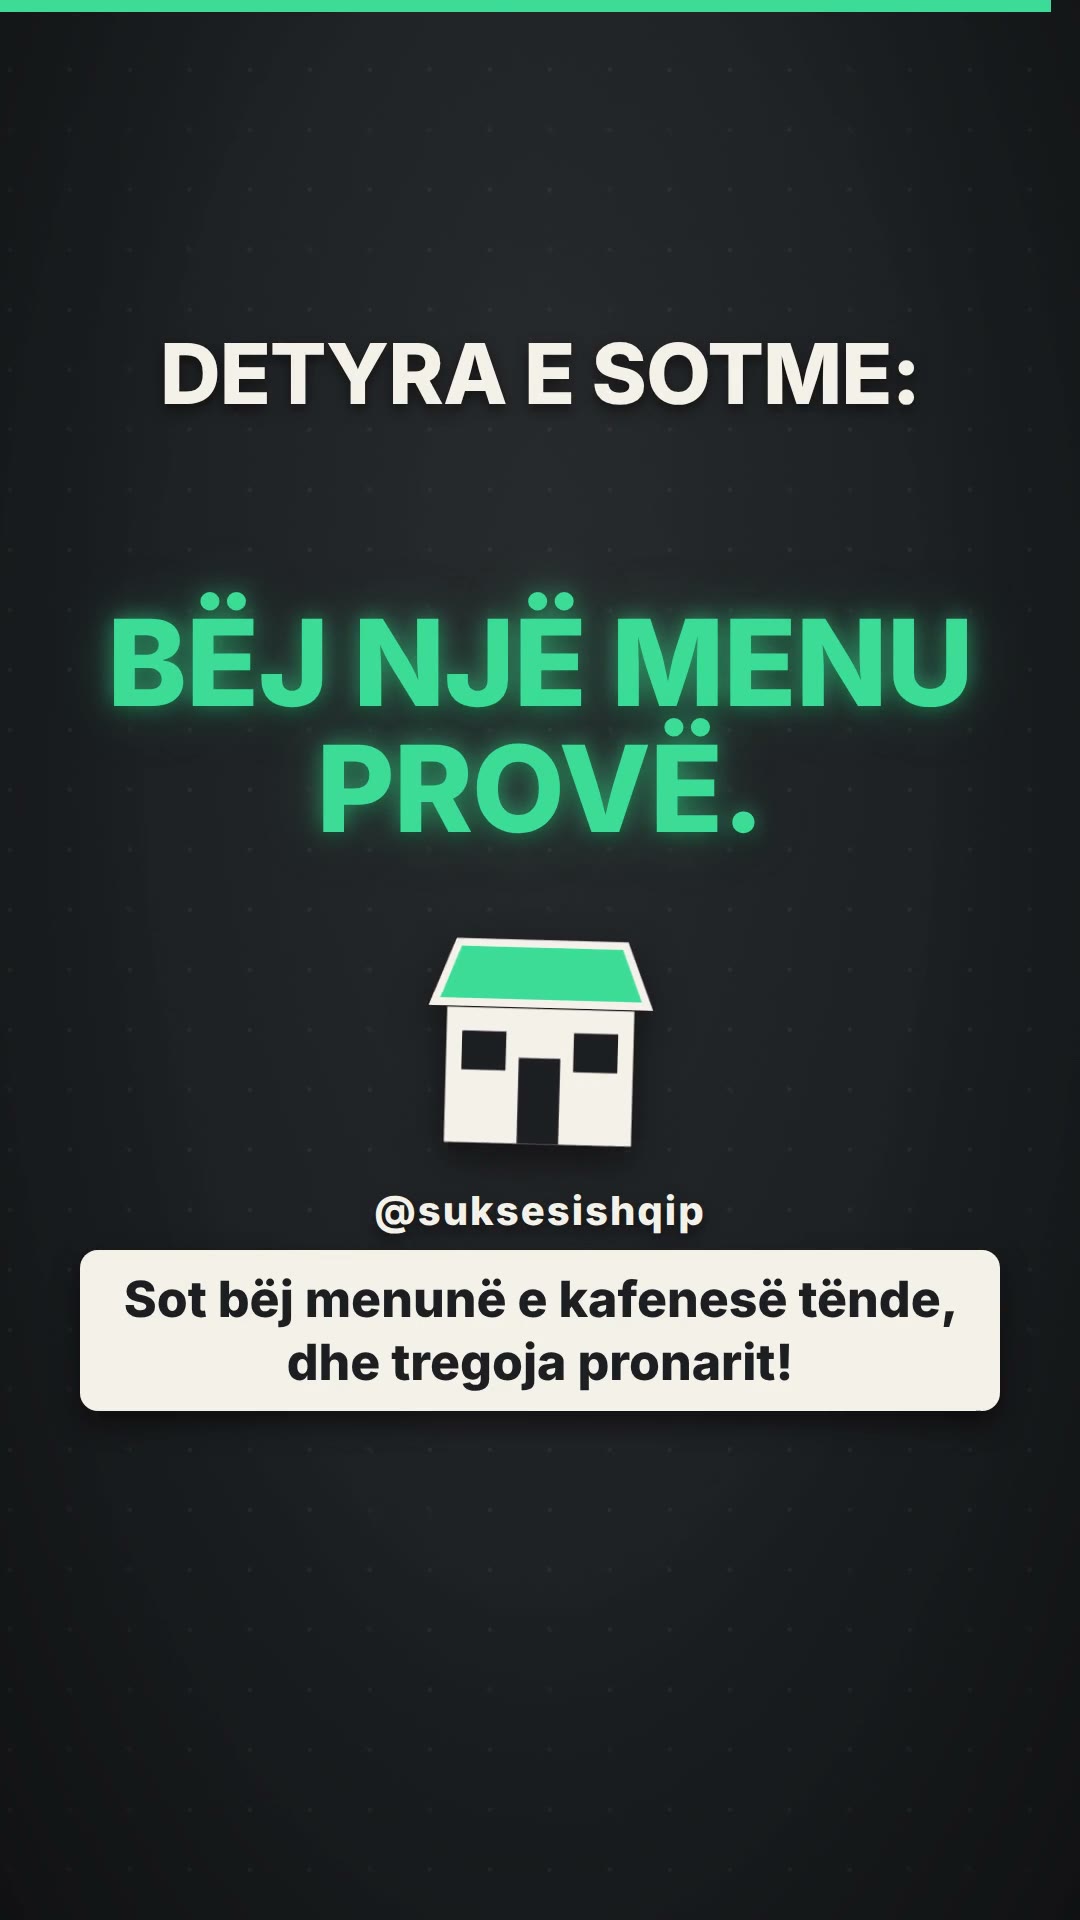 DETYRA E SOTME:
BËJ NJË MENU
PROVË.
@suksesishqip
Sot bëj menunë e kafenesë tënde,
dhe tregoja pronarit!